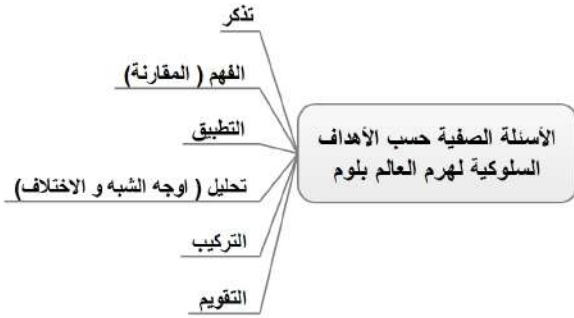 الأسئلة الصفية حسب الأهداف
السلوكية لهرم العالم بلوم
تذكر
الفهم ( المقارنة)
التطبيق
تحليل ( اوجه الشبه و الاختلاف)
التركيب
التقويم